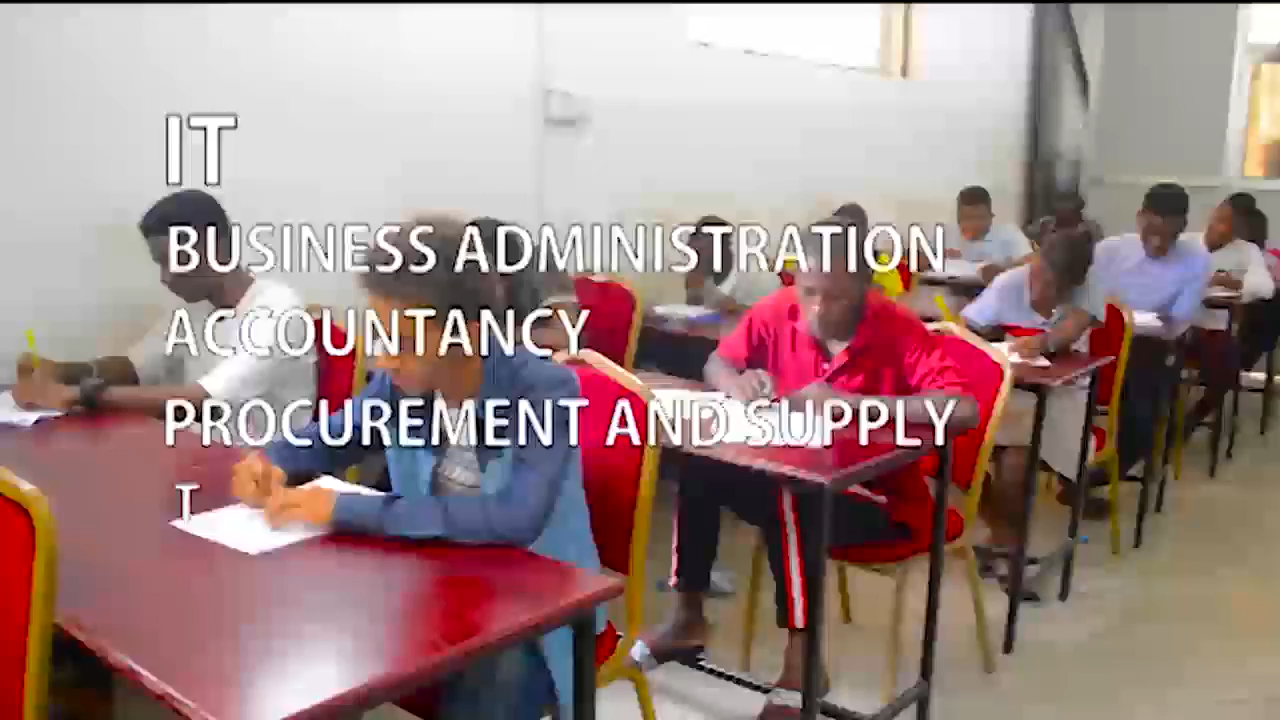 IT
BUSINESS ADMINISTRATION
ACCOUNTANCY
PROCUREMENT AND SUPPLY
T